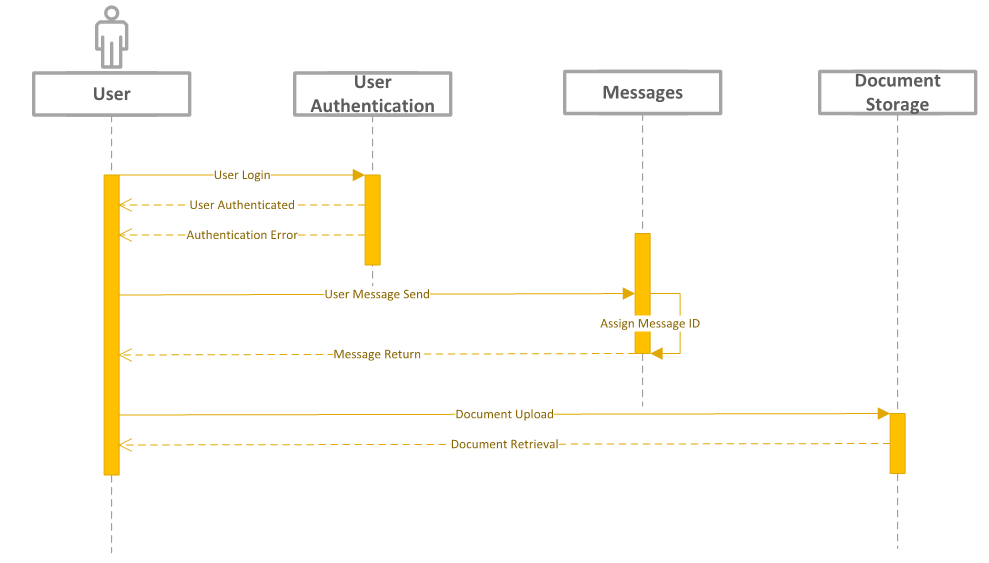 User
User
Authentication
Messages
Document
Storage
User Login
User Authenticated
Authentication Error
User Message Send
Assign Message ID
Message Return
Document Upload
Document Retrieval